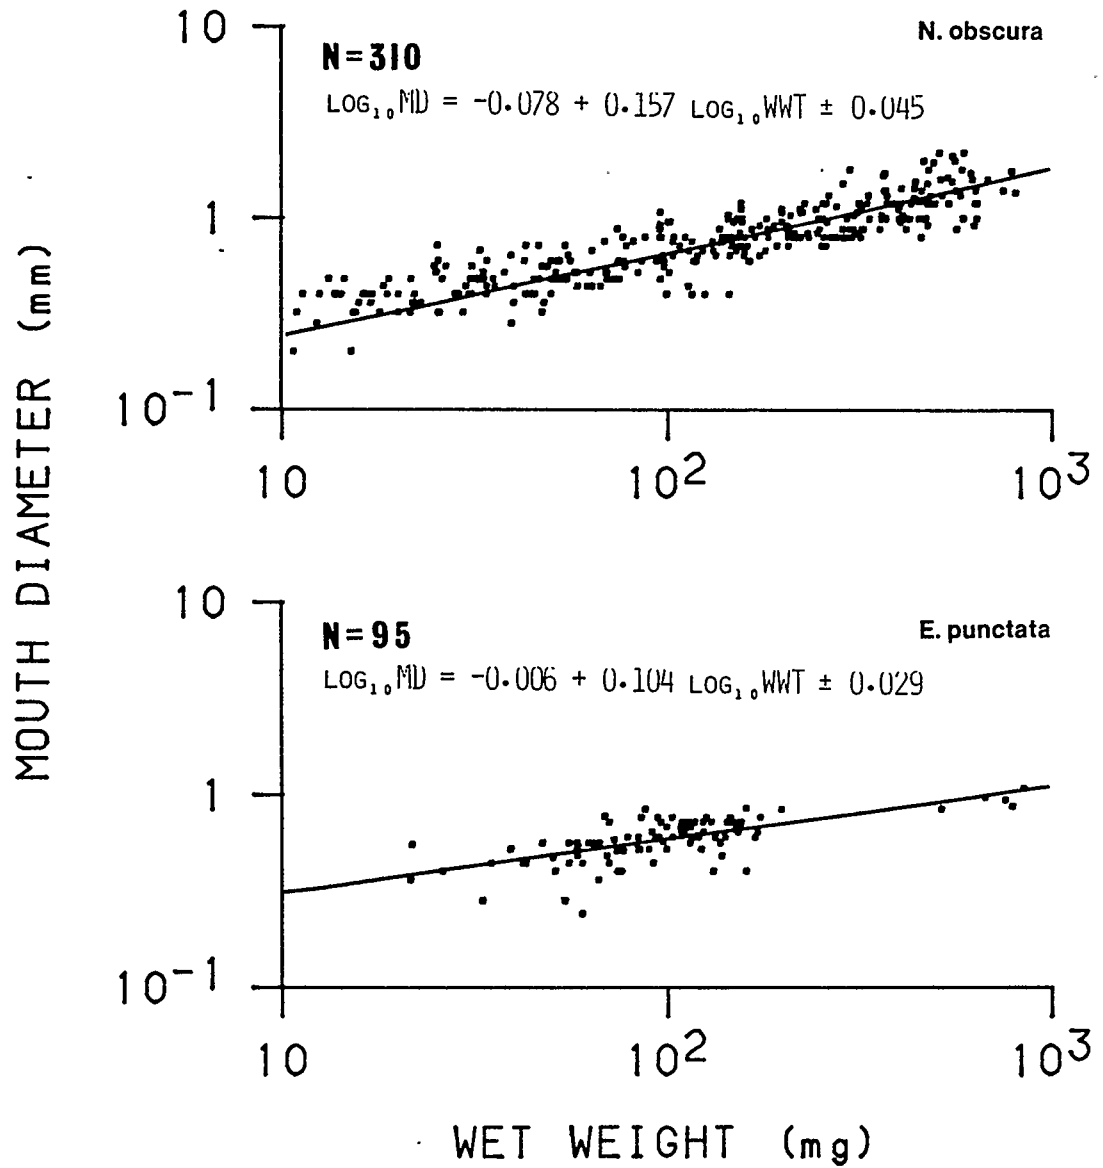 MOUTH DIAMETER (mm)
10
N. obscura
N=310
LOG₁₀MD = -0.078 + 0.157 LOG₁₀WWT ± 0.045
1
10⁻¹
10 10² 10³
10
N=95
E. punctata
LOG₁₀MD = -0.006 + 0.104 LOG₁₀WWT ± 0.029
1
10⁻¹
10 10² 10³
WET WEIGHT (mg)